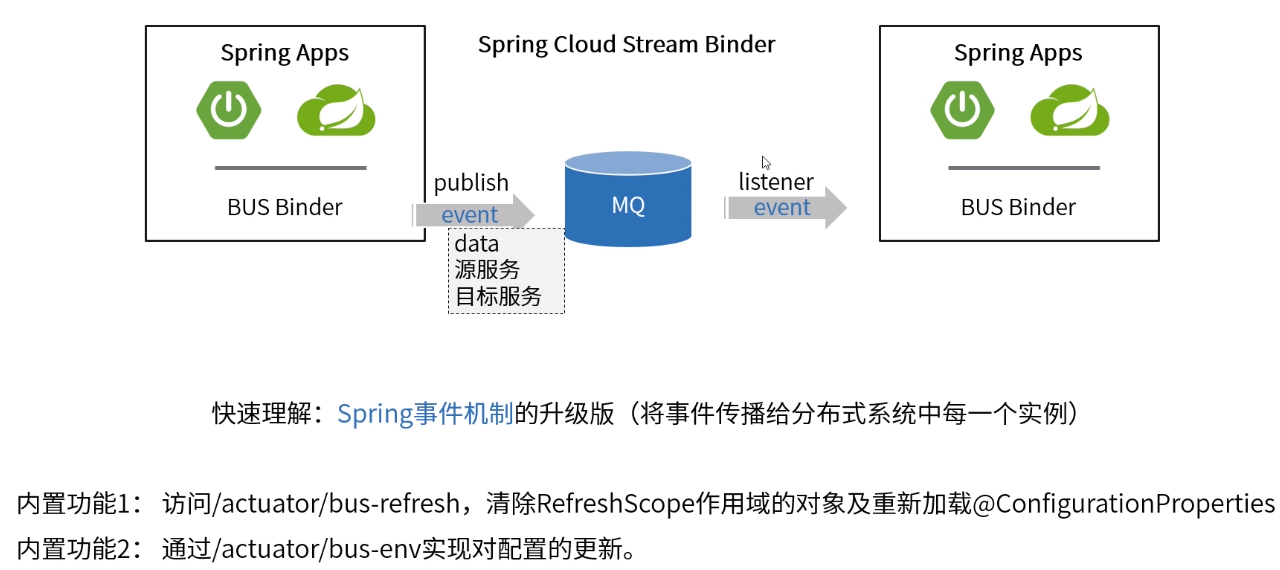 Spring Apps
Spring Cloud Stream Binder
Spring Apps
BUS Binder
publish
event
data
源服务
目标服务
MQ
listener
event
BUS Binder
快速理解：Spring事件机制的升级版（将事件传播给分布式系统中每一个实例）
内置功能1： 访问/actuator/bus-refresh，清除RefreshScope作用域的对象及重新加载@ConfigurationProperties
内置功能2： 通过/actuator/bus-env实现对配置的更新。